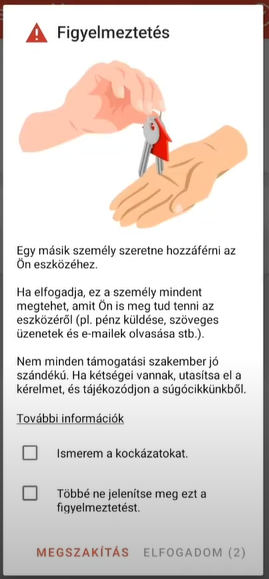 Figyelmeztetés
Egy másik személy szeretne hozzáférni az
Ön eszközéhez.
Ha elfogadja, ez a személy mindent
megtehet, amit Ön is meg tud tenni az
eszközéről (pl. pénz küldése, szöveges
üzenetek és e-mailek olvasása stb.).
Nem minden támogatási szakember jó
szándékú. Ha kétségei vannak, utasítsa el a
kérelmet, és tájékozódjon a súgócikkünkből.
További információk
Ismerem a kockázatokat.
Többé ne jelenítse meg ezt a
figyelmeztetést.
MEGSZAKÍTÁS ELFOGADOM (2)